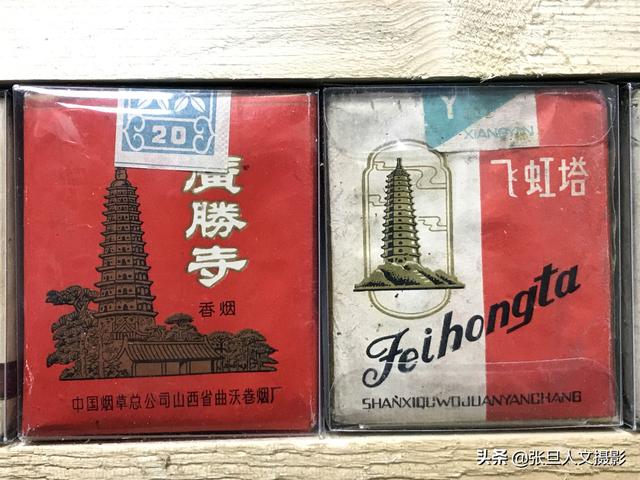 20
廣勝寺
香烟
中国烟草总公司山西省曲沃卷烟厂
Y
XIANGYAN
飞虹塔
Feihongta
SHANXIQUWOJUANYANCHANG
头条 @张旦人文摄影